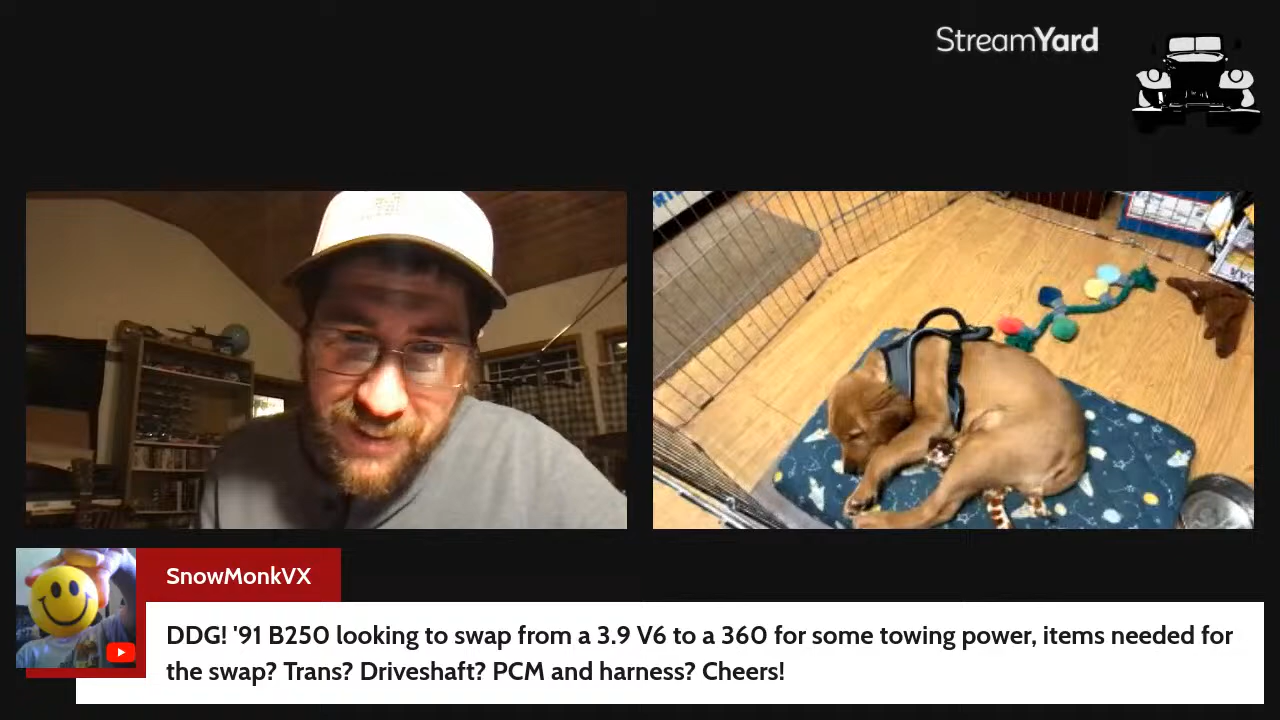 StreamYard
SnowMonkVX
DDG! '91 B250 looking to swap from a 3.9 V6 to a 360 for some towing power, items needed for
the swap? Trans? Driveshaft? PCM and harness? Cheers!